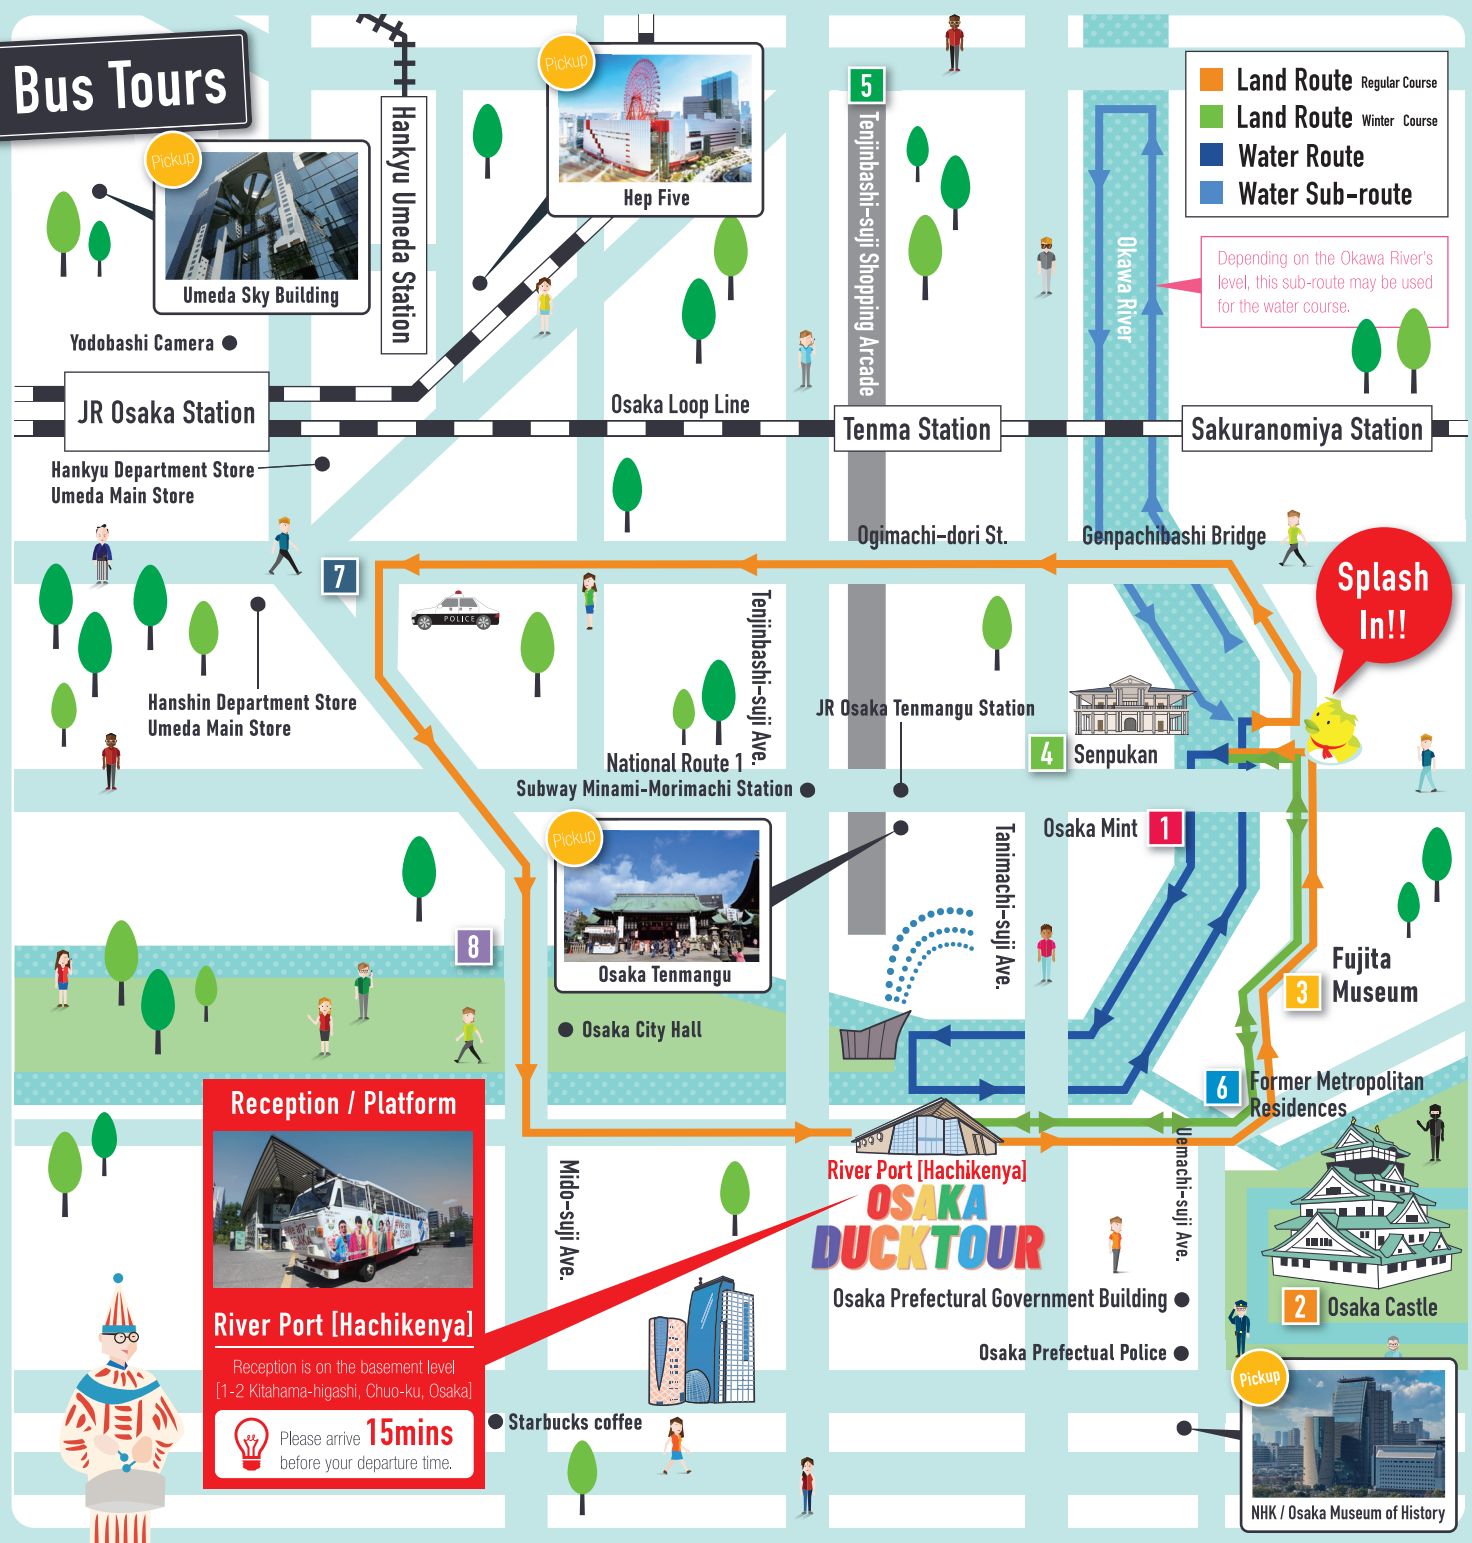 Bus Tours
Pickup
Umeda Sky Building
Hankyu Umeda Station
Pickup
Hep Five
5
Tenjinbashi-suji Shopping Arcade
Land Route Regular Course
Land Route Winter Course
Water Route
Water Sub-route
Okawa River
Depending on the Okawa River's
level, this sub-route may be used
for the water course.
Yodobashi Camera
JR Osaka Station
Osaka Loop Line
Tenma Station
Sakuranomiya Station
Hankyu Department Store
Umeda Main Store
Ogimachi-dori St.
Genpachibashi Bridge
7
POLICE
Splash
In!!
Tenjinbashi-suji Ave.
Hanshin Department Store
Umeda Main Store
JR Osaka Tenmangu Station
4 Senpukan
National Route 1
Subway Minami-Morimachi Station
Pickup
Osaka Tenmangu
Osaka Mint 1
Tanimachi-suji Ave.
8
Fujita
Museum
3
Osaka City Hall
6 Former Metropolitan
Residences
Reception / Platform
River Port [Hachikenya]
Reception is on the basement level
[1-2 Kitahama-higashi, Chuo-ku, Osaka]
Please arrive 15mins
before your departure time.
Mido-suji Ave.
River Port [Hachikenya]
OSAKA
DUCKTOUR
Uemachi-suji Ave.
Osaka Prefectural Government Building
Osaka Prefectual Police
2 Osaka Castle
Starbucks coffee
Pickup
NHK / Osaka Museum of History